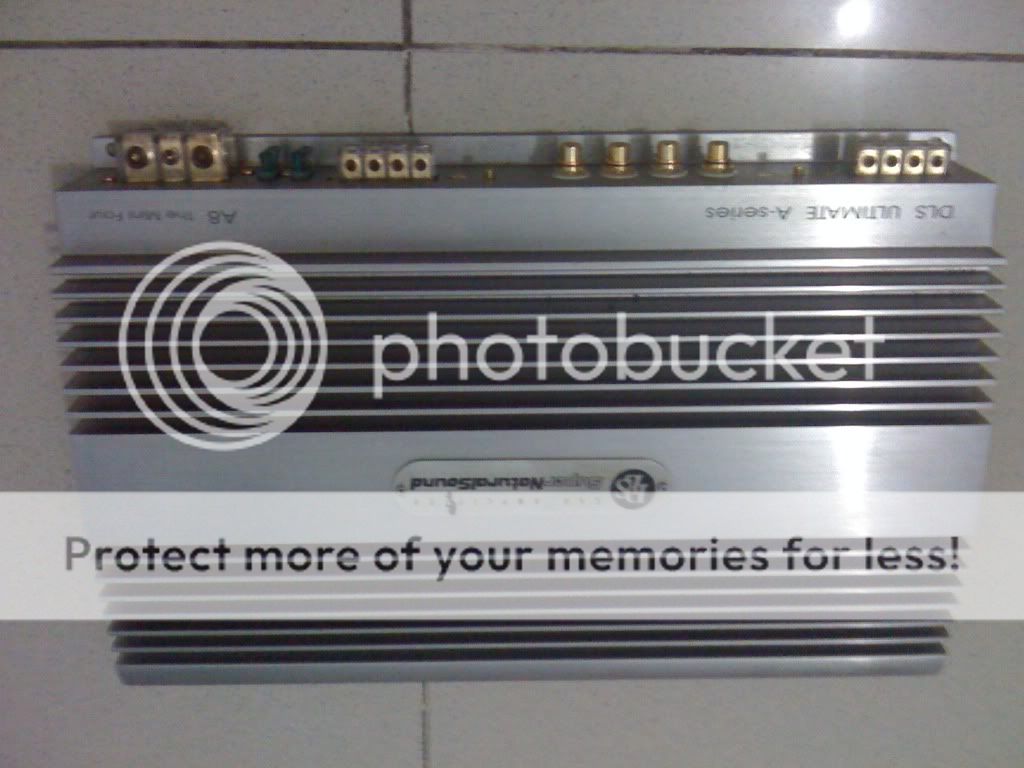 DLS ULTIMATE A-series
A8 The Mini Four
photobucket
SuperNaturalSound
Protect more of your memories for less!